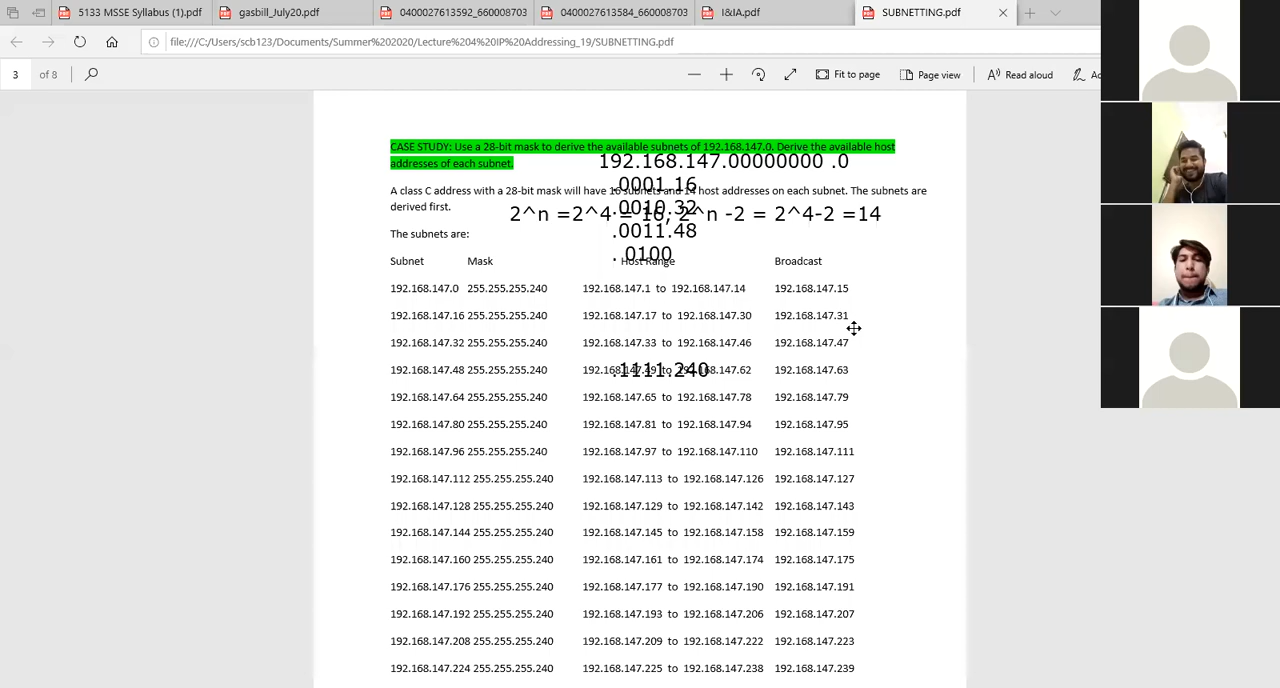 5133 MSSE Syllabus (1).pdf
gasbill_July20.pdf
0400027613592_660008703
0400027613584_660008703
I&IA.pdf
SUBNETTING.pdf
file:///C:/Users/scb123/Documents/Summer%202020/Lecture%204%20IP%20Addressing_19/SUBNETTING.pdf
3 of 8
Fit to page
Page view
Read aloud
CASE STUDY: Use a 28-bit mask to derive the available subnets of 192.168.147.0. Derive the available host
addresses of each subnet.
192.168.147.00000000 .0
.0001.16
A class C address with a 28-bit mask will have 16 subnets and 14 host addresses on each subnet. The subnets are
derived first.
.0010.32
2^n =2^4 = 16, 2^n -2 = 2^4-2 =14
.0011.48
The subnets are:
. 0100
Subnet Mask Host Range Broadcast
192.168.147.0 255.255.255.240 192.168.147.1 to 192.168.147.14 192.168.147.15
192.168.147.16 255.255.255.240 192.168.147.17 to 192.168.147.30 192.168.147.31
192.168.147.32 255.255.255.240 192.168.147.33 to 192.168.147.46 192.168.147.47
192.168.147.48 255.255.255.240 192.168.147.49 to 192.168.147.62 192.168.147.63
.1111.240
192.168.147.64 255.255.255.240 192.168.147.65 to 192.168.147.78 192.168.147.79
192.168.147.80 255.255.255.240 192.168.147.81 to 192.168.147.94 192.168.147.95
192.168.147.96 255.255.255.240 192.168.147.97 to 192.168.147.110 192.168.147.111
192.168.147.112 255.255.255.240 192.168.147.113 to 192.168.147.126 192.168.147.127
192.168.147.128 255.255.255.240 192.168.147.129 to 192.168.147.142 192.168.147.143
192.168.147.144 255.255.255.240 192.168.147.145 to 192.168.147.158 192.168.147.159
192.168.147.160 255.255.255.240 192.168.147.161 to 192.168.147.174 192.168.147.175
192.168.147.176 255.255.255.240 192.168.147.177 to 192.168.147.190 192.168.147.191
192.168.147.192 255.255.255.240 192.168.147.193 to 192.168.147.206 192.168.147.207
192.168.147.208 255.255.255.240 192.168.147.209 to 192.168.147.222 192.168.147.223
192.168.147.224 255.255.255.240 192.168.147.225 to 192.168.147.238 192.168.147.239